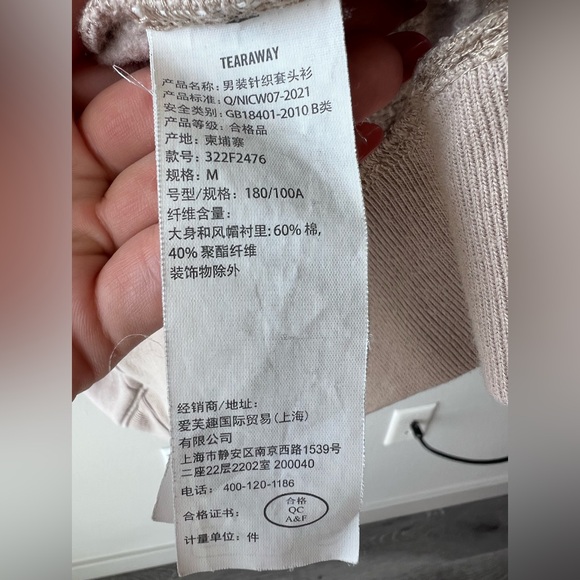 TEARAWAY
产品名称: 男装针织套头衫
产品标准: Q/NICW07-2021
安全类别: GB18401-2010 B类
产品等级: 合格品
产地: 柬埔寨
款号: 322F2476
规格: M
号型/规格: 180/100A
纤维含量:
大身和风帽衬里: 60% 棉,
40% 聚酯纤维
装饰物除外
经销商/地址:
爱芙趣国际贸易(上海)
有限公司
上海市静安区南京西路1539号
二座22层2202室 200040
电话: 400-120-1186
合格证书:
合格
QC
A&F
计量单位: 件